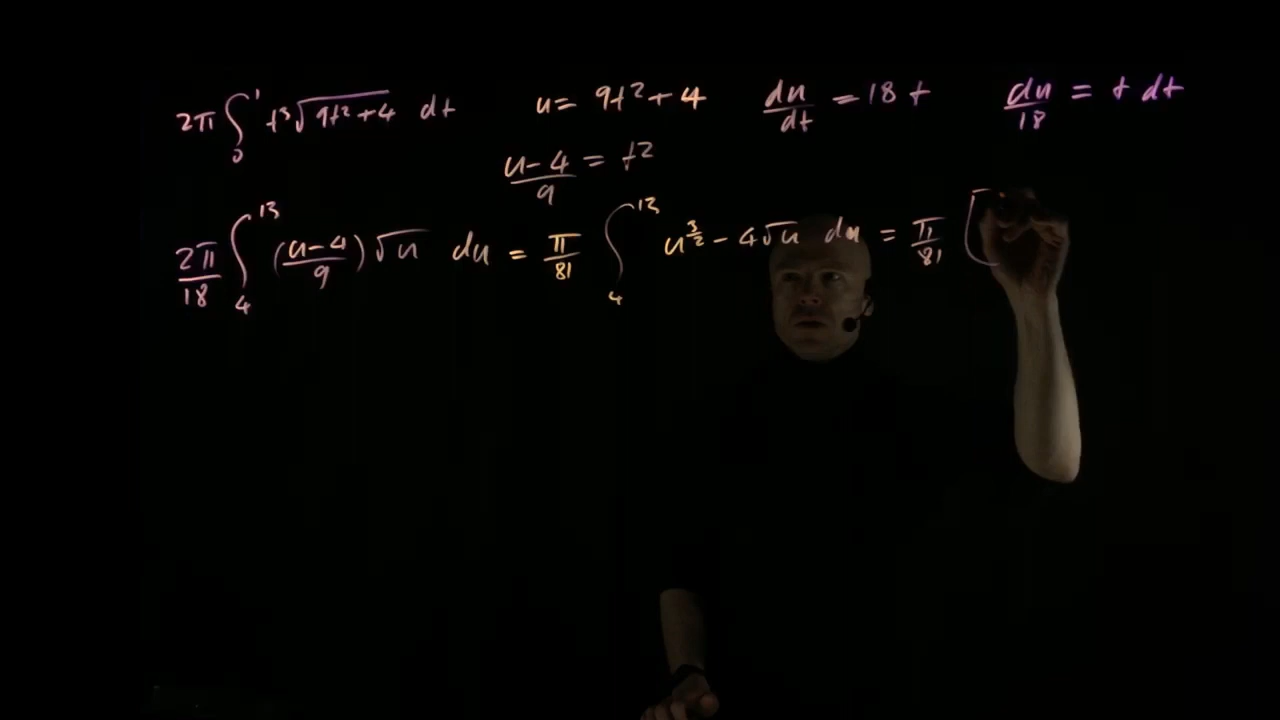 2π ∫₀¹ t³√(9t²+4) dt    u = 9t²+4    du/dt = 18t    du/18 = t dt
(u-4)/9 = t²
2π/18 ∫₄¹³ ((u-4)/9) √u du = π/81 ∫₄¹³ u^(3/2) - 4√u du = π/81 [